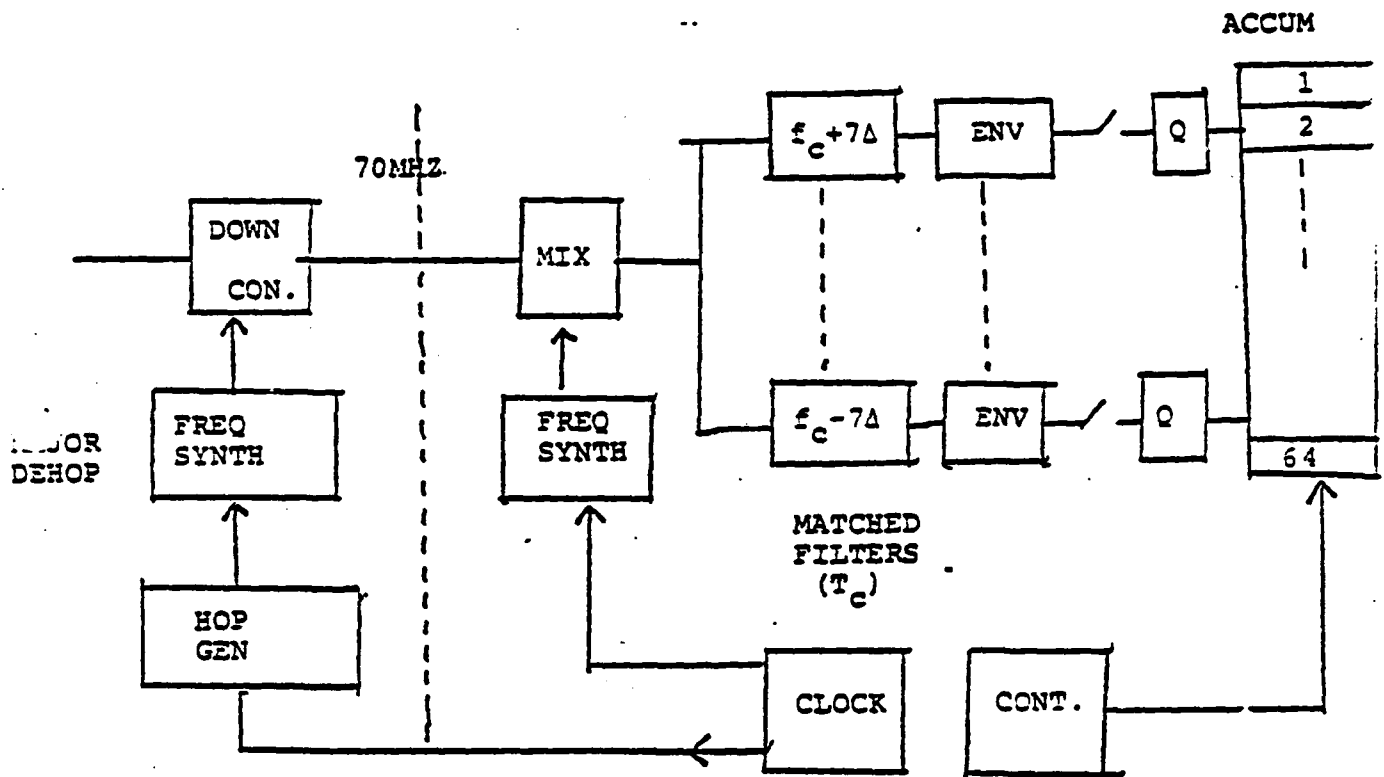 ACCUM
1
2
f_c+7Δ
ENV
Q
70MHZ
DOWN
CON.
MIX
f_c-7Δ
ENV
Q
64
FREQ
SYNTH
FREQ
SYNTH
DEHOP
MATCHED
FILTERS
(T_c)
HOP
GEN
CLOCK
CONT.